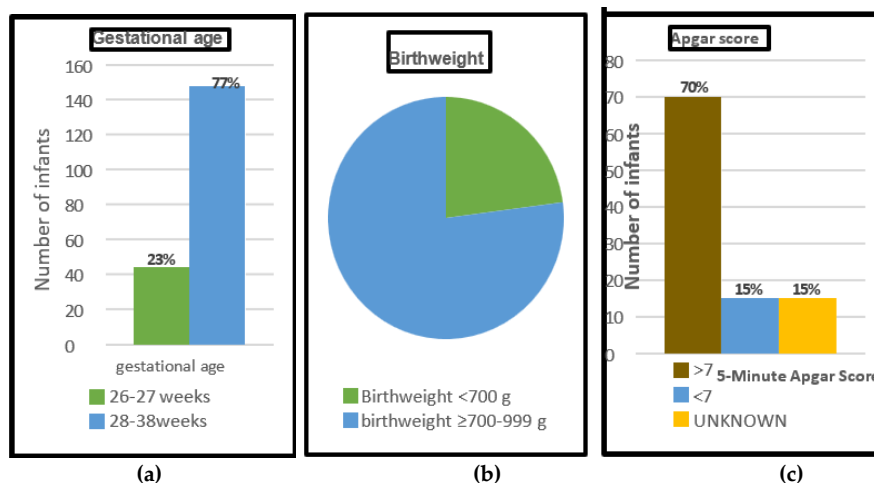 Gestational age
160
140
120
100
80
60
40
20
0
Number of infants
77%
23%
gestational age
26-27 weeks
28-38weeks
(a)
Birthweight
Birthweight <700 g
birthweight ≥700-999 g
(b)
Apgar score
80
70
60
50
40
30
20
10
0
Number of infants
70%
15%
15%
>7
5-Minute Apgar Score
<7
UNKNOWN
(c)